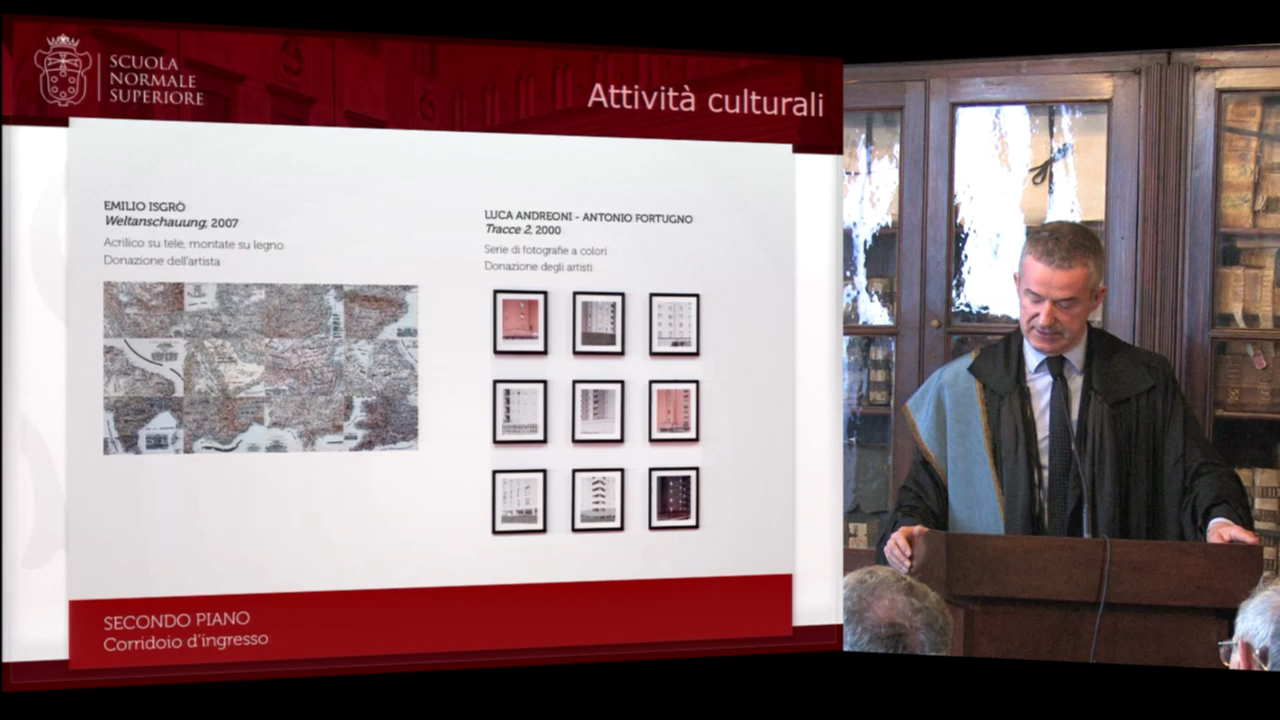 SCUOLA
NORMALE
SUPERIORE
Attività culturali
EMILIO ISGRÒ
Weltanschauung, 2007
Acrilico su tele, montate su legno
Donazione dell'artista
LUCA ANDREONI - ANTONIO FORTUGNO
Tracce 2, 2000
Serie di fotografie a colori
Donazione degli artisti
SECONDO PIANO
Corridoio d'ingresso